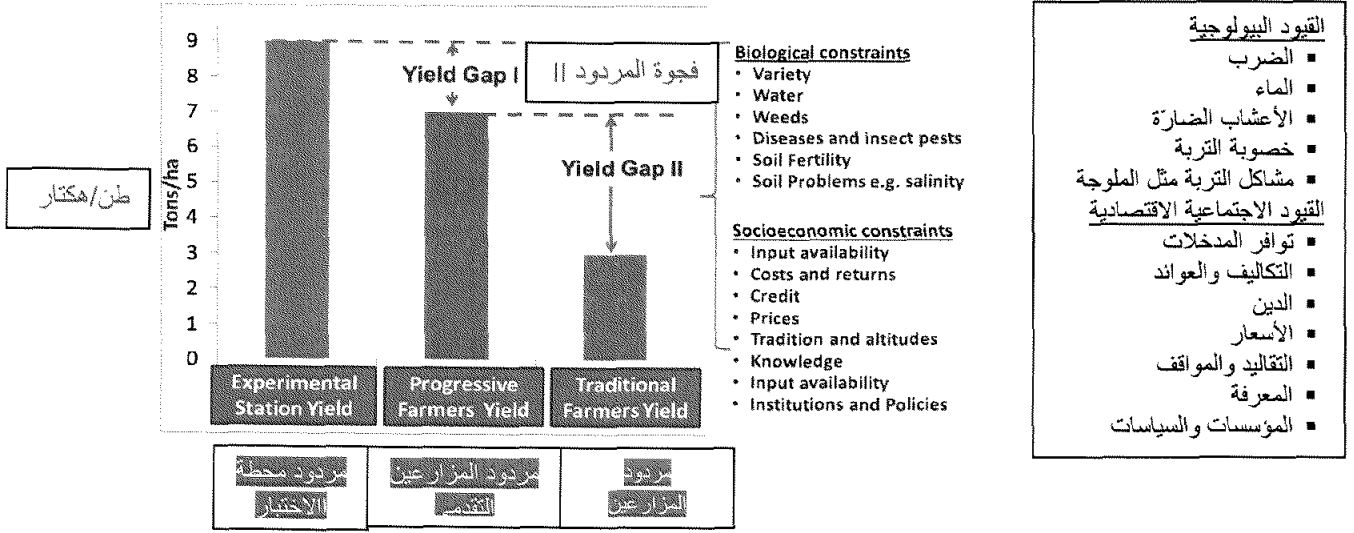 9
8
7
6
5
4
3
2
1
0
Tons/ha
طن/هكتار
Yield Gap I
فجوة المردود II
Yield Gap II
Experimental
Station Yield
Progressive
Farmers Yield
Traditional
Farmers Yield
مردود محطة
االاختبار
مردود المزارعين
التقدمـ
مردود
المزارعين
Biological constraints
• Variety
• Water
• Weeds
• Diseases and insect pests
• Soil Fertility
• Soil Problems e.g. salinity
Socioeconomic constraints
• Input availability
• Costs and returns
• Credit
• Prices
• Tradition and altitudes
• Knowledge
• Input availability
• Institutions and Policies
القيود البيولوجية
▪ الضرب
▪ الماء
▪ الأعشاب الضارّة
▪ خصوبة التربة
▪ مشاكل التربة مثل الملوجة
القيود الاجتماعية الاقتصادية
▪ توافر المدخلات
▪ التكاليف والعوائد
▪ الدين
▪ الأسعار
▪ التقاليد والمواقف
▪ المعرفة
▪ المؤسسات والسياسات